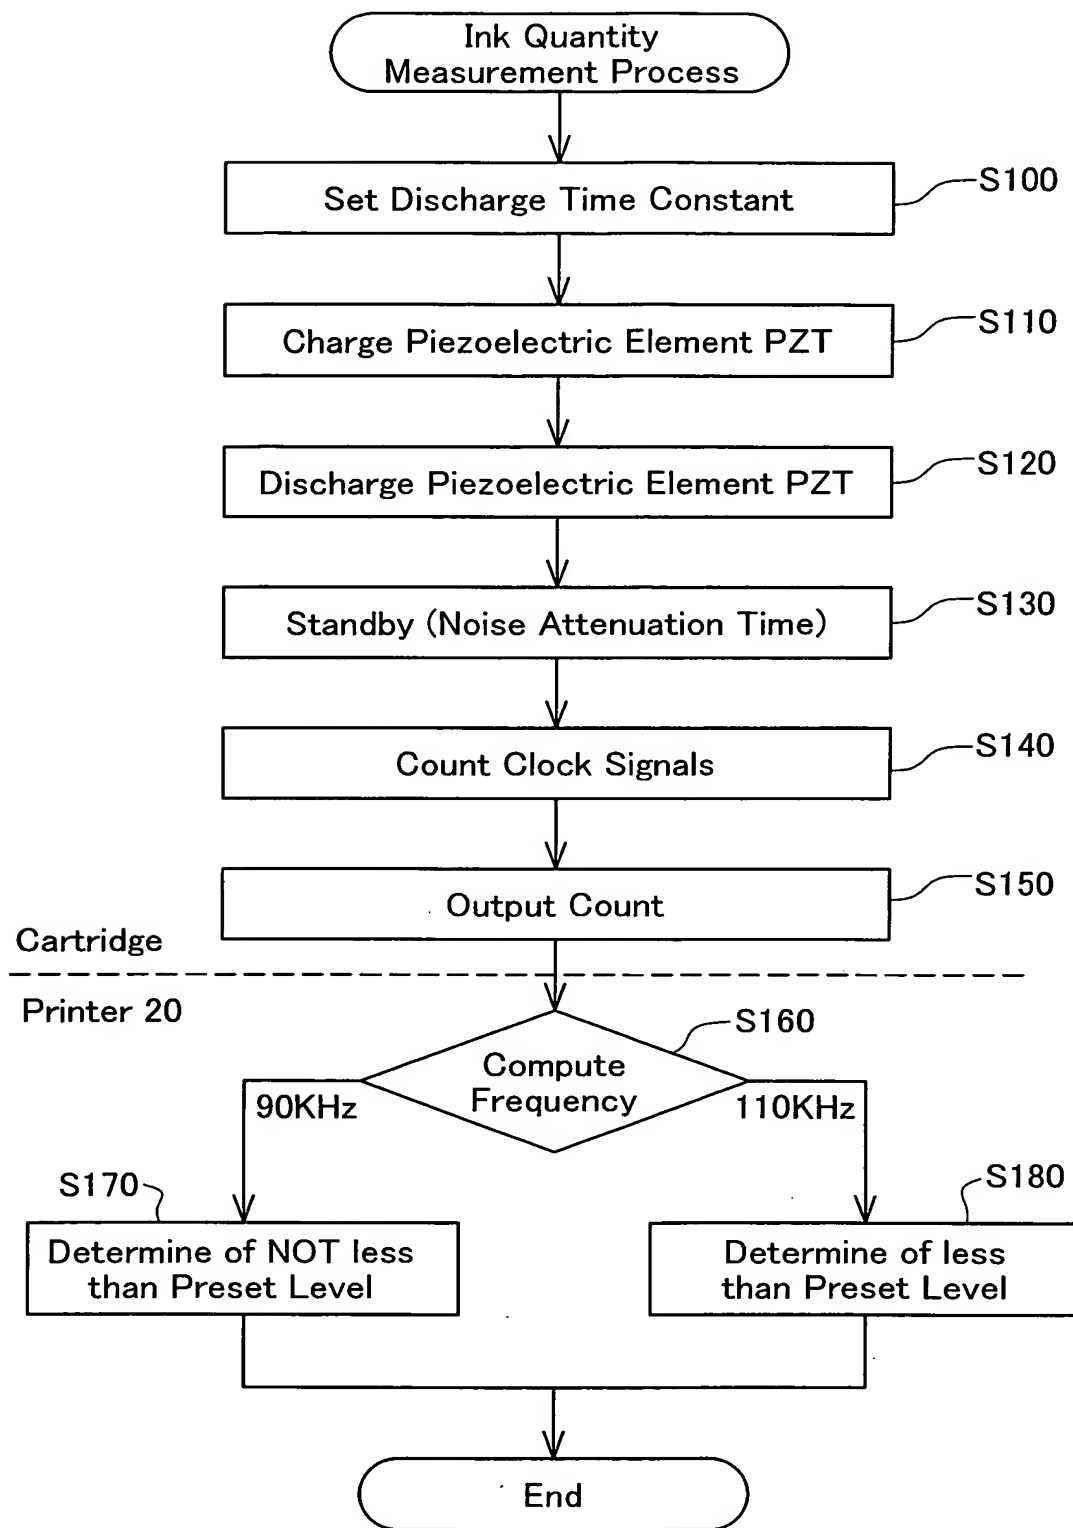 Ink Quantity
Measurement Process
Set Discharge Time Constant
S100
Charge Piezoelectric Element PZT
S110
Discharge Piezoelectric Element PZT
S120
Standby (Noise Attenuation Time)
S130
Count Clock Signals
S140
Output Count
S150
Cartridge
Printer 20
S160
Compute
Frequency
90KHz
110KHz
S170
S180
Determine of NOT less
than Preset Level
Determine of less
than Preset Level
End